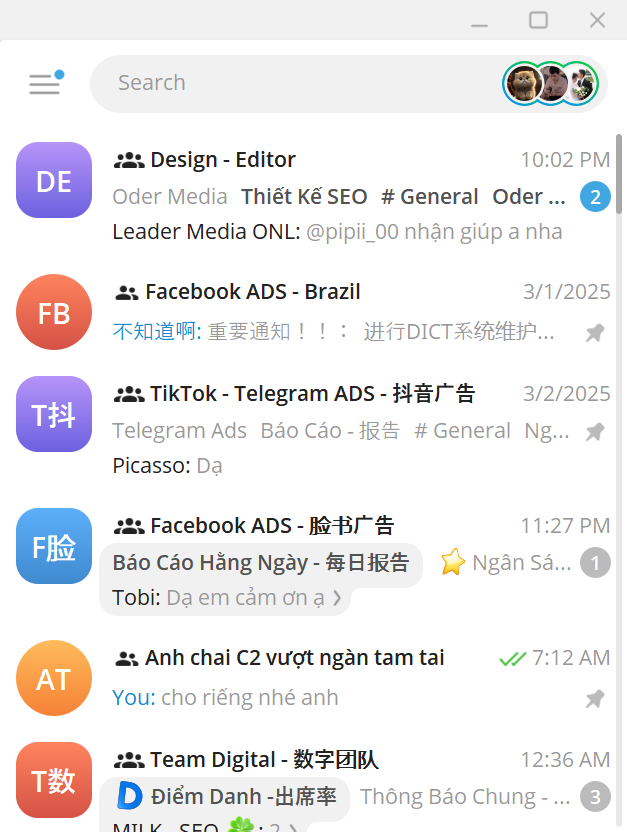 Search
DE
Design - Editor
10:02 PM
Oder Media Thiết Kế SEO # General Oder ...
2
Leader Media ONL: @pipii_00 nhận giúp a nha
FB
Facebook ADS - Brazil
3/1/2025
不知道啊: 重要通知！！： 进行DICT系统维护...
T抖
TikTok - Telegram ADS - 抖音广告
3/2/2025
Telegram Ads Báo Cáo - 报告 # General Ng...
Picasso: Dạ
F脸
Facebook ADS - 脸书广告
11:27 PM
Báo Cáo Hằng Ngày - 每日报告 ⭐ Ngân Sá...
1
Tobi: Dạ em cảm ơn ạ ›
AT
Anh chai C2 vượt ngàn tam tai
7:12 AM
You: cho riêng nhé anh
T数
Team Digital - 数字团队
12:36 AM
D Điểm Danh -出席率 Thông Báo Chung - ...
3
MILK - SEO 🍀: 2 ›